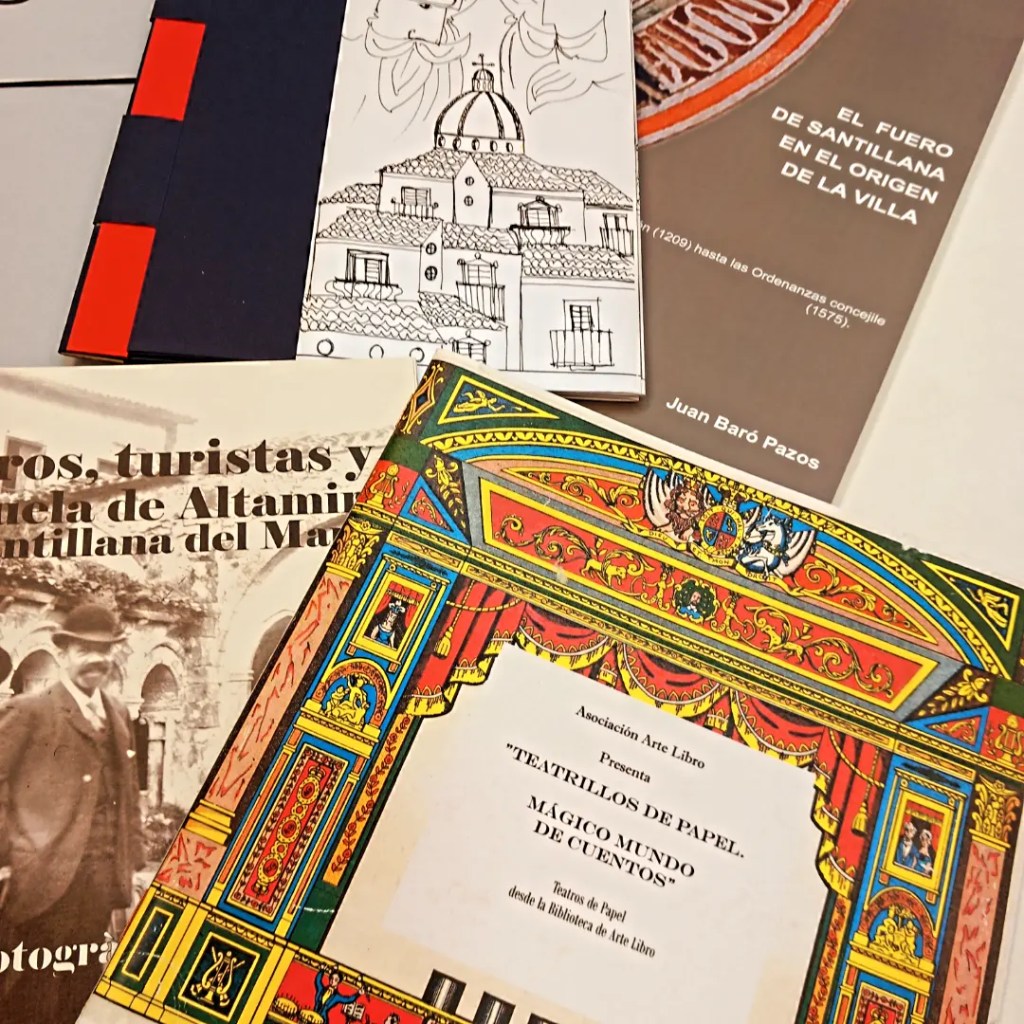 EL FUERO
DE SANTILLANA
EN EL ORIGEN
DE LA VILLA
(1209) hasta las Ordenanzas concejile
(1575).
Juan Baró Pazos
ros, turistas y
uela de Altamir
ntillana del Mar
otogrà
Asociación Arte Libro
Presenta
"TEATRILLOS DE PAPEL.
MÁGICO MUNDO
DE CUENTOS"
Teatros de Papel
desde la Biblioteca de Arte Libro